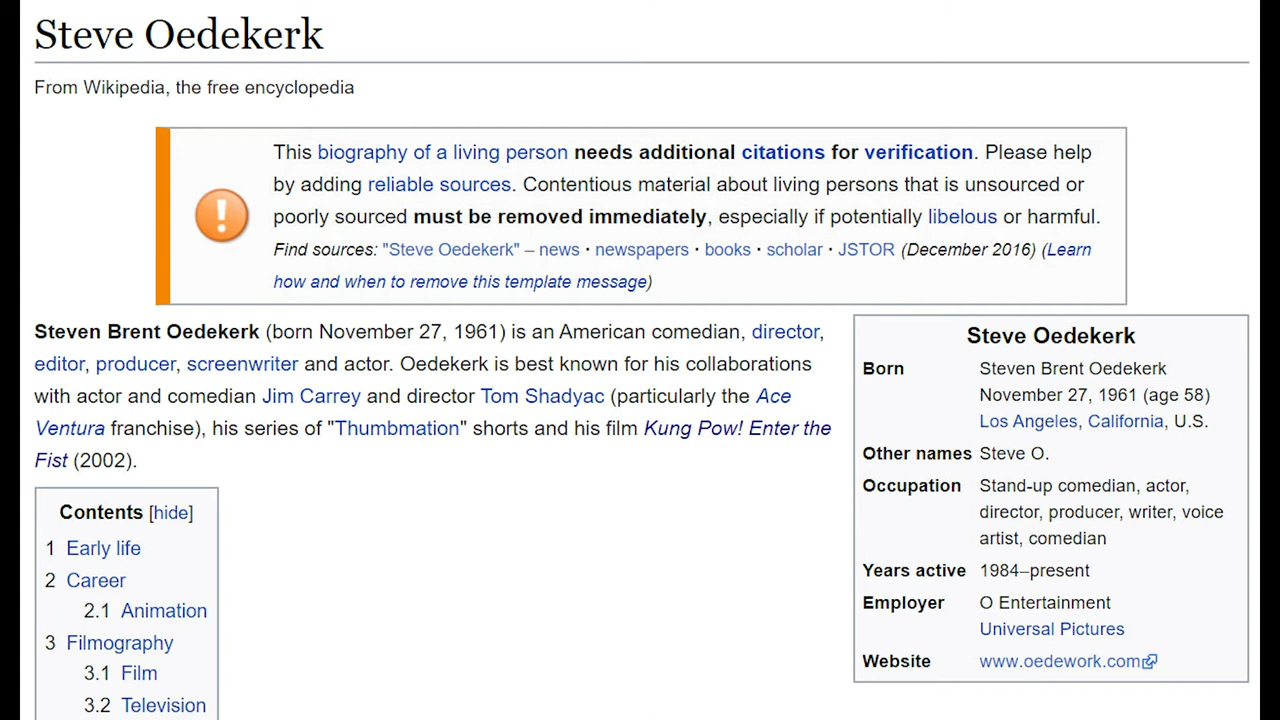 Steve Oedekerk
From Wikipedia, the free encyclopedia
This biography of a living person needs additional citations for verification. Please help
by adding reliable sources. Contentious material about living persons that is unsourced or
poorly sourced must be removed immediately, especially if potentially libelous or harmful.
Find sources: "Steve Oedekerk" – news · newspapers · books · scholar · JSTOR (December 2016) (Learn
how and when to remove this template message)
Steven Brent Oedekerk (born November 27, 1961) is an American comedian, director,
editor, producer, screenwriter and actor. Oedekerk is best known for his collaborations
with actor and comedian Jim Carrey and director Tom Shadyac (particularly the Ace
Ventura franchise), his series of "Thumbmation" shorts and his film Kung Pow! Enter the
Fist (2002).
Contents [hide]
1 Early life
2 Career
2.1 Animation
3 Filmography
3.1 Film
3.2 Television
Steve Oedekerk
Born Steven Brent Oedekerk
November 27, 1961 (age 58)
Los Angeles, California, U.S.
Other names Steve O.
Occupation Stand-up comedian, actor,
director, producer, writer, voice
artist, comedian
Years active 1984–present
Employer O Entertainment
Universal Pictures
Website www.oedework.com